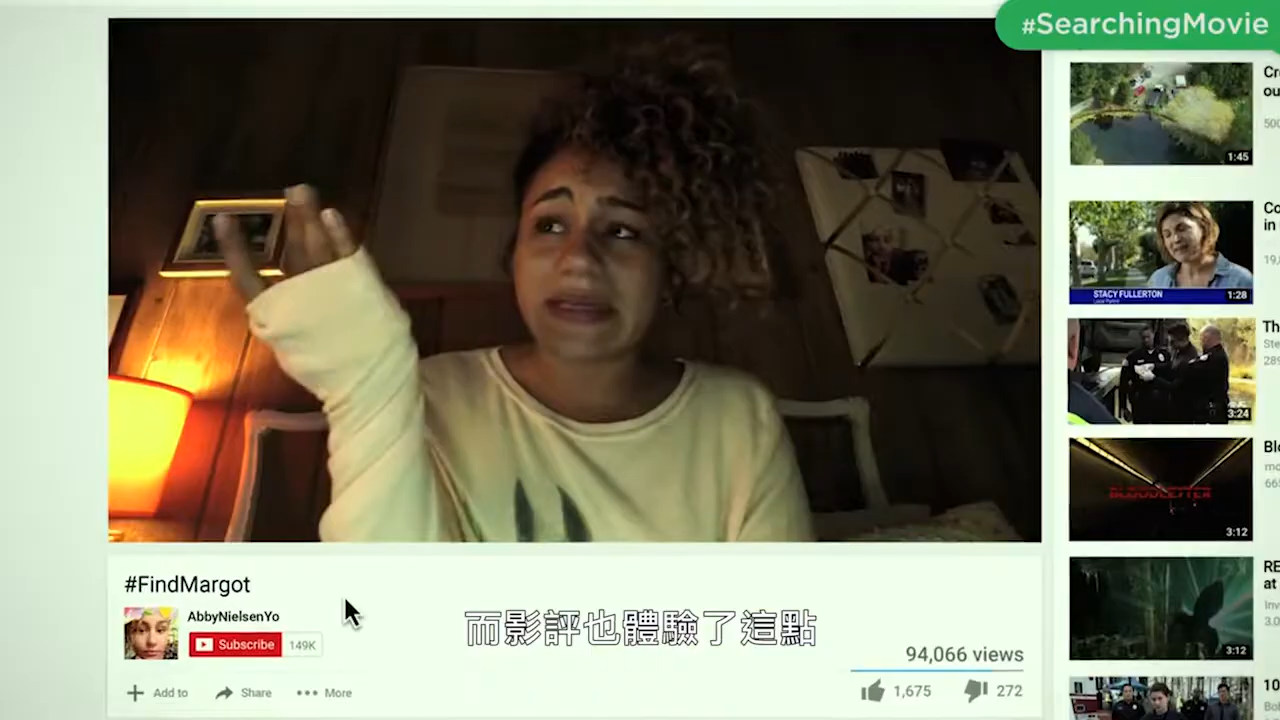 #SearchingMovie
1:45
STACY FULLERTON
1:28
3:24
BLOODLETTER
3:12
3:12
#FindMargot
AbbyNielsenYo
Subscribe 149K
而影評也體驗了這點
94,066 views
Add to Share More
1,675 272